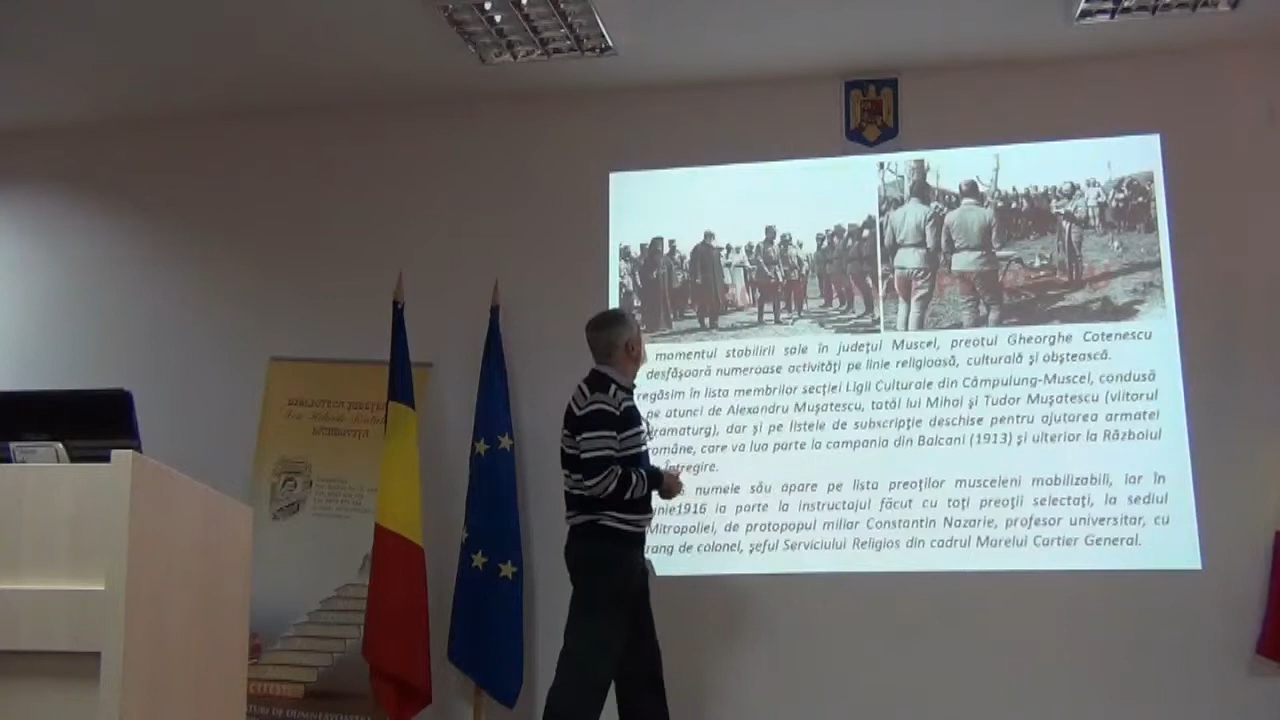 momentul stabilirii sale în județul Muscel, preotul Gheorghe Cotenescu
desfășoară numeroase activități pe linie religioasă, culturală și obștească.
regăsim în lista membrilor secției Ligii Culturale din Câmpulung-Muscel, condusă
pe atunci de Alexandru Mușatescu, tatăl lui Mihai și Tudor Mușatescu (viitorul
dramaturg), dar și pe listele de subscripție deschise pentru ajutarea armatei
române, care va lua parte la campania din Balcani (1913) și ulterior la Războiul
Întregire.
numele său apare pe lista preoților musceleni mobilizabili, iar în
1916 ia parte la instructajul făcut cu toți preoții selectați, la sediul
Mitropoliei, de protopopul miliar Constantin Nazarie, profesor universitar, cu
rang de colonel, șeful Serviciului Religios din cadrul Marelui Cartier General.